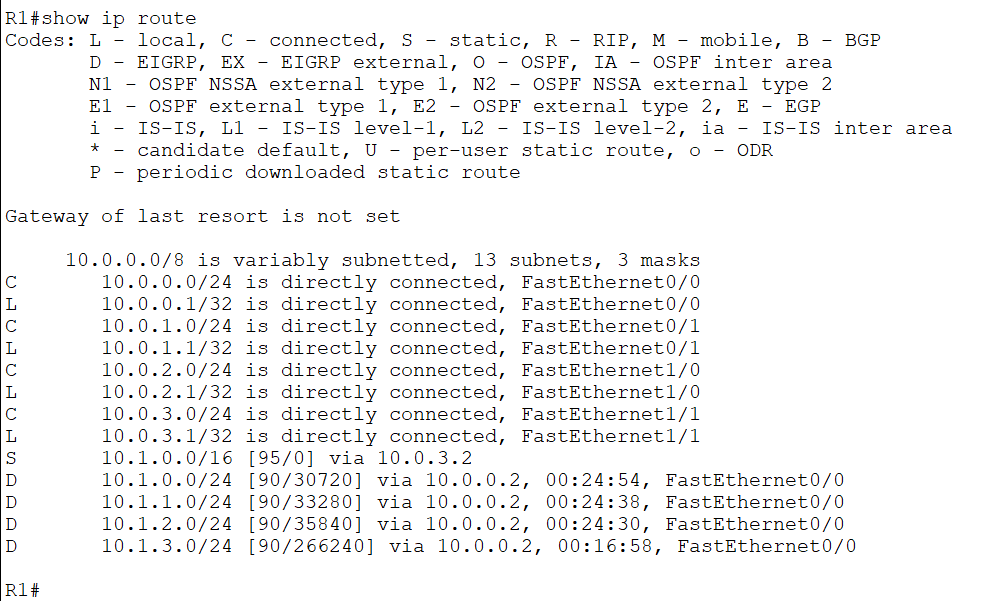 R1#show ip route
Codes: L - local, C - connected, S - static, R - RIP, M - mobile, B - BGP
D - EIGRP, EX - EIGRP external, O - OSPF, IA - OSPF inter area
N1 - OSPF NSSA external type 1, N2 - OSPF NSSA external type 2
E1 - OSPF external type 1, E2 - OSPF external type 2, E - EGP
i - IS-IS, L1 - IS-IS level-1, L2 - IS-IS level-2, ia - IS-IS inter area
* - candidate default, U - per-user static route, o - ODR
P - periodic downloaded static route
Gateway of last resort is not set
10.0.0.0/8 is variably subnetted, 13 subnets, 3 masks
C 10.0.0.0/24 is directly connected, FastEthernet0/0
L 10.0.0.1/32 is directly connected, FastEthernet0/0
C 10.0.1.0/24 is directly connected, FastEthernet0/1
L 10.0.1.1/32 is directly connected, FastEthernet0/1
C 10.0.2.0/24 is directly connected, FastEthernet1/0
L 10.0.2.1/32 is directly connected, FastEthernet1/0
C 10.0.3.0/24 is directly connected, FastEthernet1/1
L 10.0.3.1/32 is directly connected, FastEthernet1/1
S 10.1.0.0/16 [95/0] via 10.0.3.2
D 10.1.0.0/24 [90/30720] via 10.0.0.2, 00:24:54, FastEthernet0/0
D 10.1.1.0/24 [90/33280] via 10.0.0.2, 00:24:38, FastEthernet0/0
D 10.1.2.0/24 [90/35840] via 10.0.0.2, 00:24:30, FastEthernet0/0
D 10.1.3.0/24 [90/266240] via 10.0.0.2, 00:16:58, FastEthernet0/0
R1#